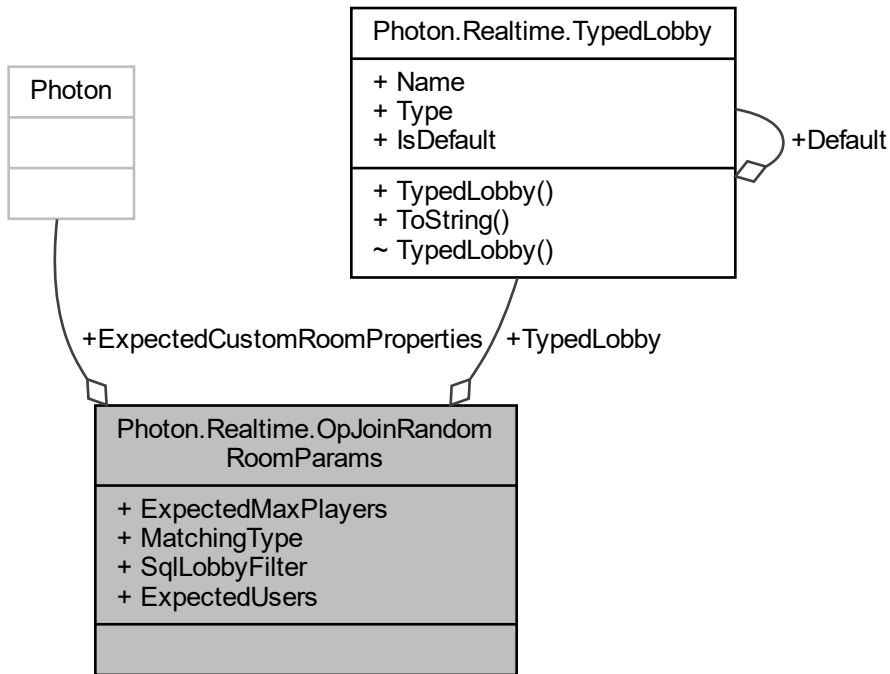 Photon.Realtime.TypedLobby
+ Name
+ Type
+ IsDefault
+ TypedLobby()
+ ToString()
~ TypedLobby()
+Default
Photon
+ExpectedCustomRoomProperties
+TypedLobby
Photon.Realtime.OpJoinRandom
RoomParams
+ ExpectedMaxPlayers
+ MatchingType
+ SqlLobbyFilter
+ ExpectedUsers